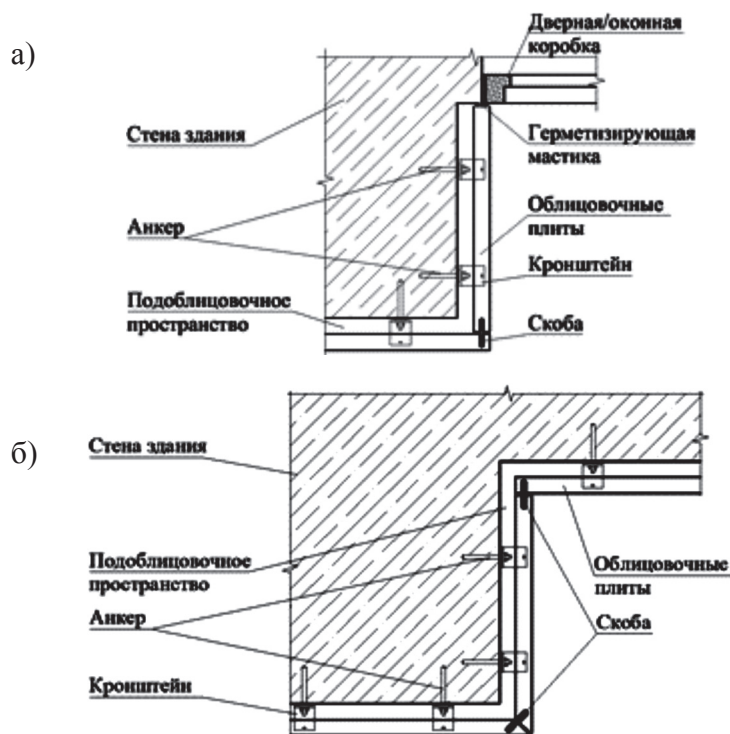 а)
Дверная/оконная
коробка
Стена здания
Герметизирующая
мастика
Анкер
Облицовочные
плиты
Кронштейн
Подоблицовочное
пространство
Скоба
б)
Стена здания
Подоблицовочное
пространство
Облицовочные
плиты
Анкер
Скоба
Кронштейн